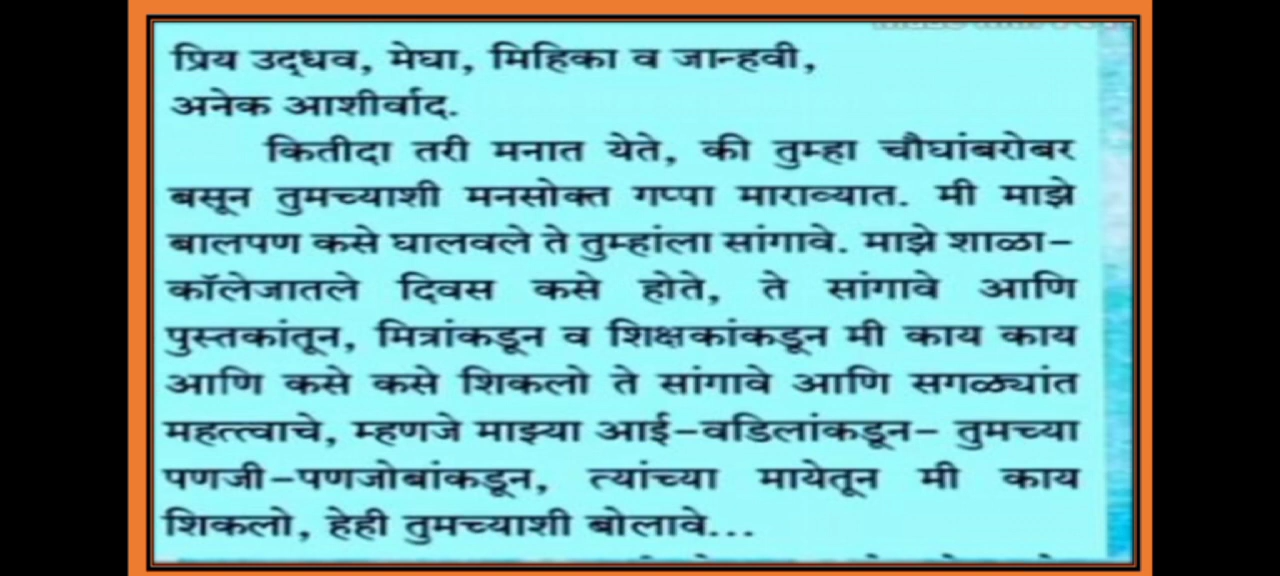 प्रिय उद्धव, मेघा, मिहिका व जान्हवी,
अनेक आशीर्वाद.
कितीदा तरी मनात येते, की तुम्हा चौघांबरोबर
बसून तुमच्याशी मनसोक्त गप्पा माराव्यात. मी माझे
बालपण कसे घालवले ते तुम्हांला सांगावे. माझे शाळा-
कॉलेजातले दिवस कसे होते, ते सांगावे आणि
पुस्तकांतून, मित्रांकडून व शिक्षकांकडून मी काय काय
आणि कसे कसे शिकलो ते सांगावे आणि सगळ्यांत
महत्त्वाचे, म्हणजे माझ्या आई-वडिलांकडून- तुमच्या
पणजी-पणजोबांकडून, त्यांच्या मायेतून मी काय
शिकलो, हेही तुमच्याशी बोलावे...